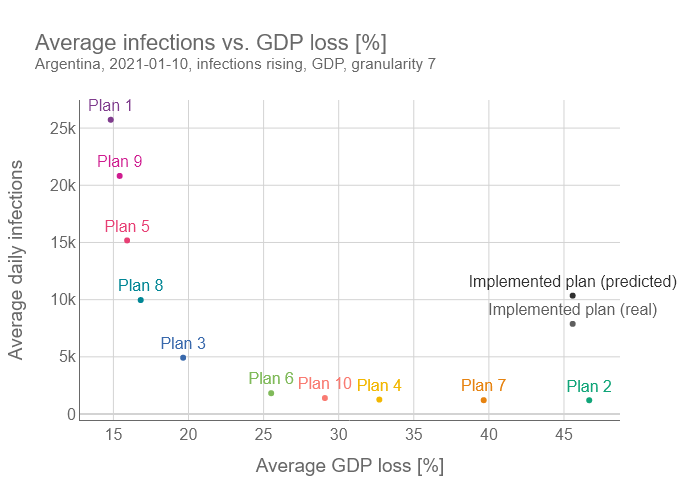 Average infections vs. GDP loss [%]
Argentina, 2021-01-10, infections rising, GDP, granularity 7
Plan 1
25k
Plan 9
20k
Plan 5
15k
Plan 8
Implemented plan (predicted)
10k
Implemented plan (real)
Plan 3
5k
Plan 6
Plan 10
Plan 4
Plan 7
Plan 2
0
15
20
25
30
35
40
45
Average GDP loss [%]
Average daily infections